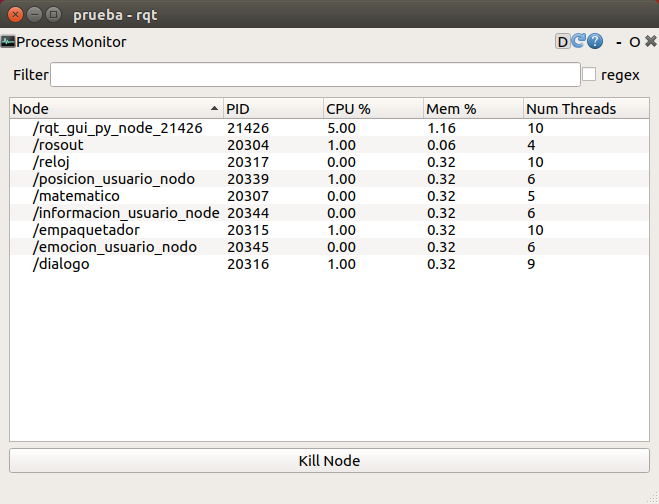 prueba - rqt
Process Monitor D ? - O
Filter regex
Node PID CPU % Mem % Num Threads
/rqt_gui_py_node_21426 21426 5.00 1.16 10
/rosout 20304 1.00 0.06 4
/reloj 20317 0.00 0.32 10
/posicion_usuario_nodo 20339 1.00 0.32 6
/matematico 20307 0.00 0.32 5
/informacion_usuario_node 20344 0.00 0.32 6
/empaquetador 20315 1.00 0.32 10
/emocion_usuario_nodo 20345 0.00 0.32 6
/dialogo 20316 1.00 0.32 9
Kill Node